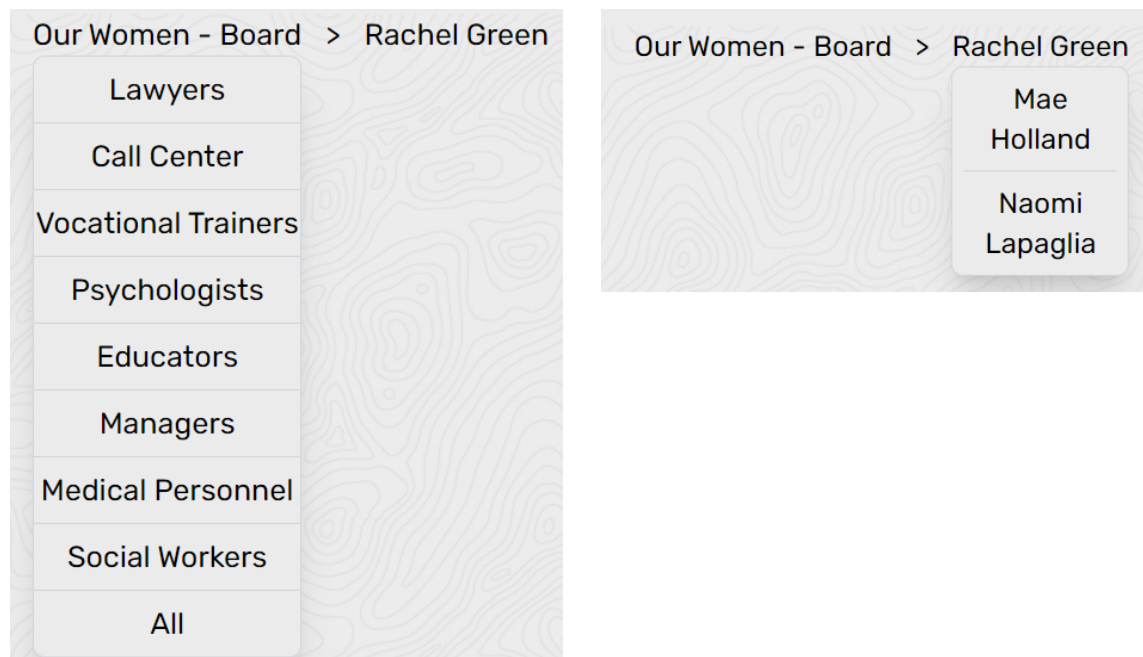 Our Women - Board > Rachel Green
Lawyers
Call Center
Vocational Trainers
Psychologists
Educators
Managers
Medical Personnel
Social Workers
All
Our Women - Board > Rachel Green
Mae
Holland
Naomi
Lapaglia